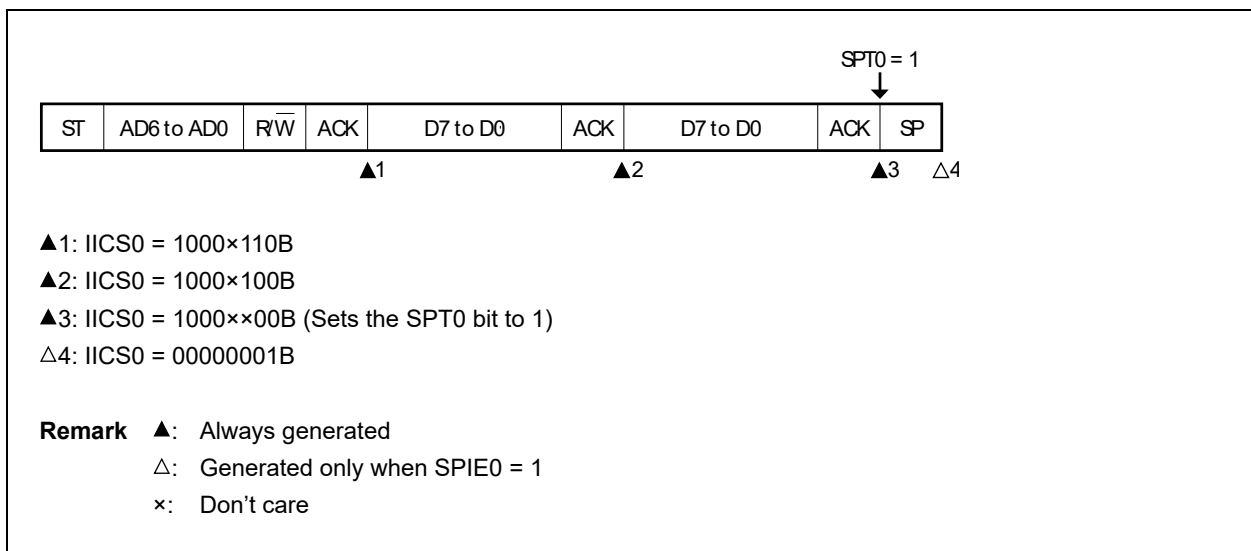 SPT0 = 1
ST AD6 to AD0 R/W ACK D7 to D0 ACK D7 to D0 ACK SP
▲1 ▲2 ▲3 △4
▲1: IICS0 = 1000×110B
▲2: IICS0 = 1000×100B
▲3: IICS0 = 1000××00B (Sets the SPT0 bit to 1)
△4: IICS0 = 00000001B
Remark ▲: Always generated
△: Generated only when SPIE0 = 1
×: Don’t care